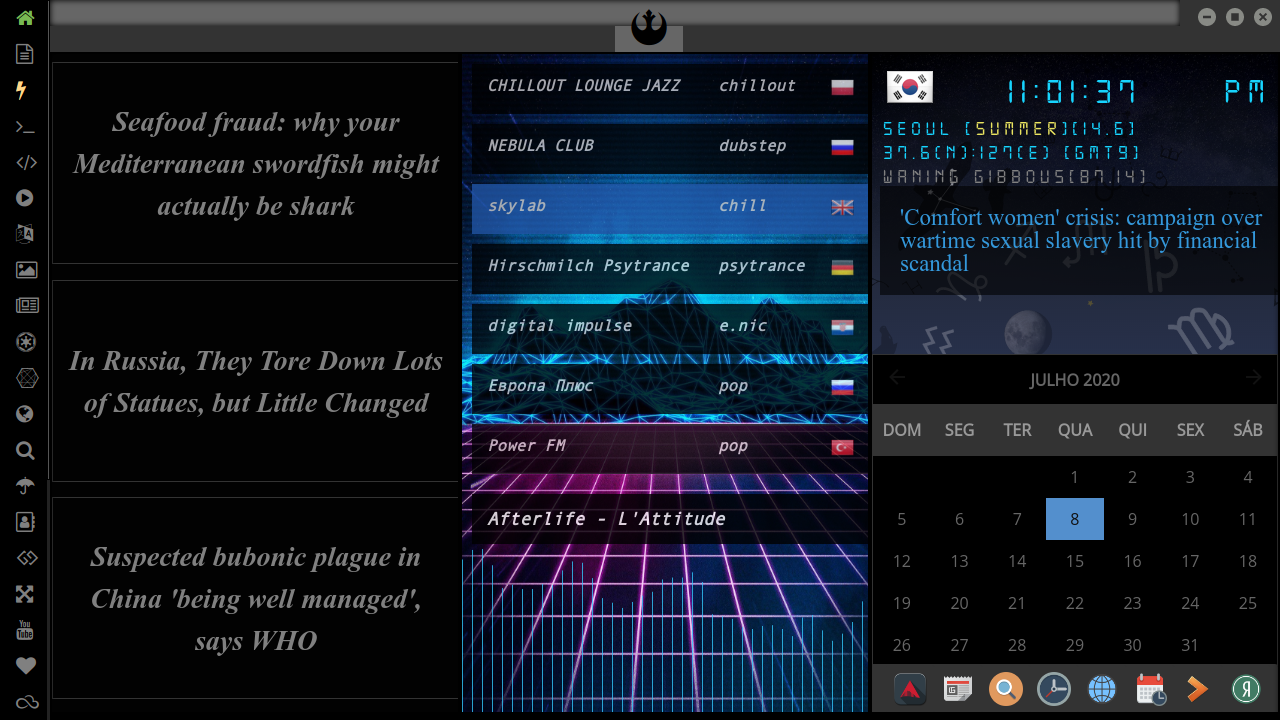 Seafood fraud: why your
Mediterranean swordfish might
actually be shark
In Russia, They Tore Down Lots
of Statues, but Little Changed
Suspected bubonic plague in
China 'being well managed',
says WHO
CHILLOUT LOUNGE JAZZ chillout
NEBULA CLUB dubstep
skylab chill
Hirschmilch Psytrance psytrance
digital impulse e.nic
Европа Плюс pop
Power FM pop
Afterlife - L'Attitude
11:01:37 PM
SEOUL [SUMMER][14.6]
37.6(N):127(E) [GMT9]
WANING GIBBOUS[87.14]
'Comfort women' crisis: campaign over
wartime sexual slavery hit by financial
scandal
JULHO 2020
DOM SEG TER QUA QUI SEX SÁB
1 2 3 4
5 6 7 8 9 10 11
12 13 14 15 16 17 18
19 20 21 22 23 24 25
26 27 28 29 30 31
You
Tube
Я